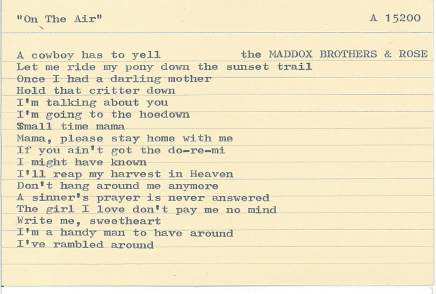 "On The Air" A 15200
A cowboy has to yell the MADDOX BROTHERS & ROSE
Let me ride my pony down the sunset trail
Once I had a darling mother
Hold that critter down
I'm talking about you
I'm going to the hoedown
Small time mama
Mama, please stay home with me
If you ain't got the do-re-mi
I might have known
I'll reap my harvest in Heaven
Don't hang around me anymore
A sinner's prayer is never answered
The girl I love don't pay me no mind
Write me, sweetheart
I'm a handy man to have around
I've rambled around